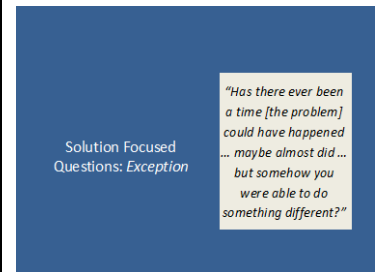 Solution Focused
Questions: Exception
“Has there ever been
a time [the problem]
could have happened
... maybe almost did ...
but somehow you
were able to do
something different?”